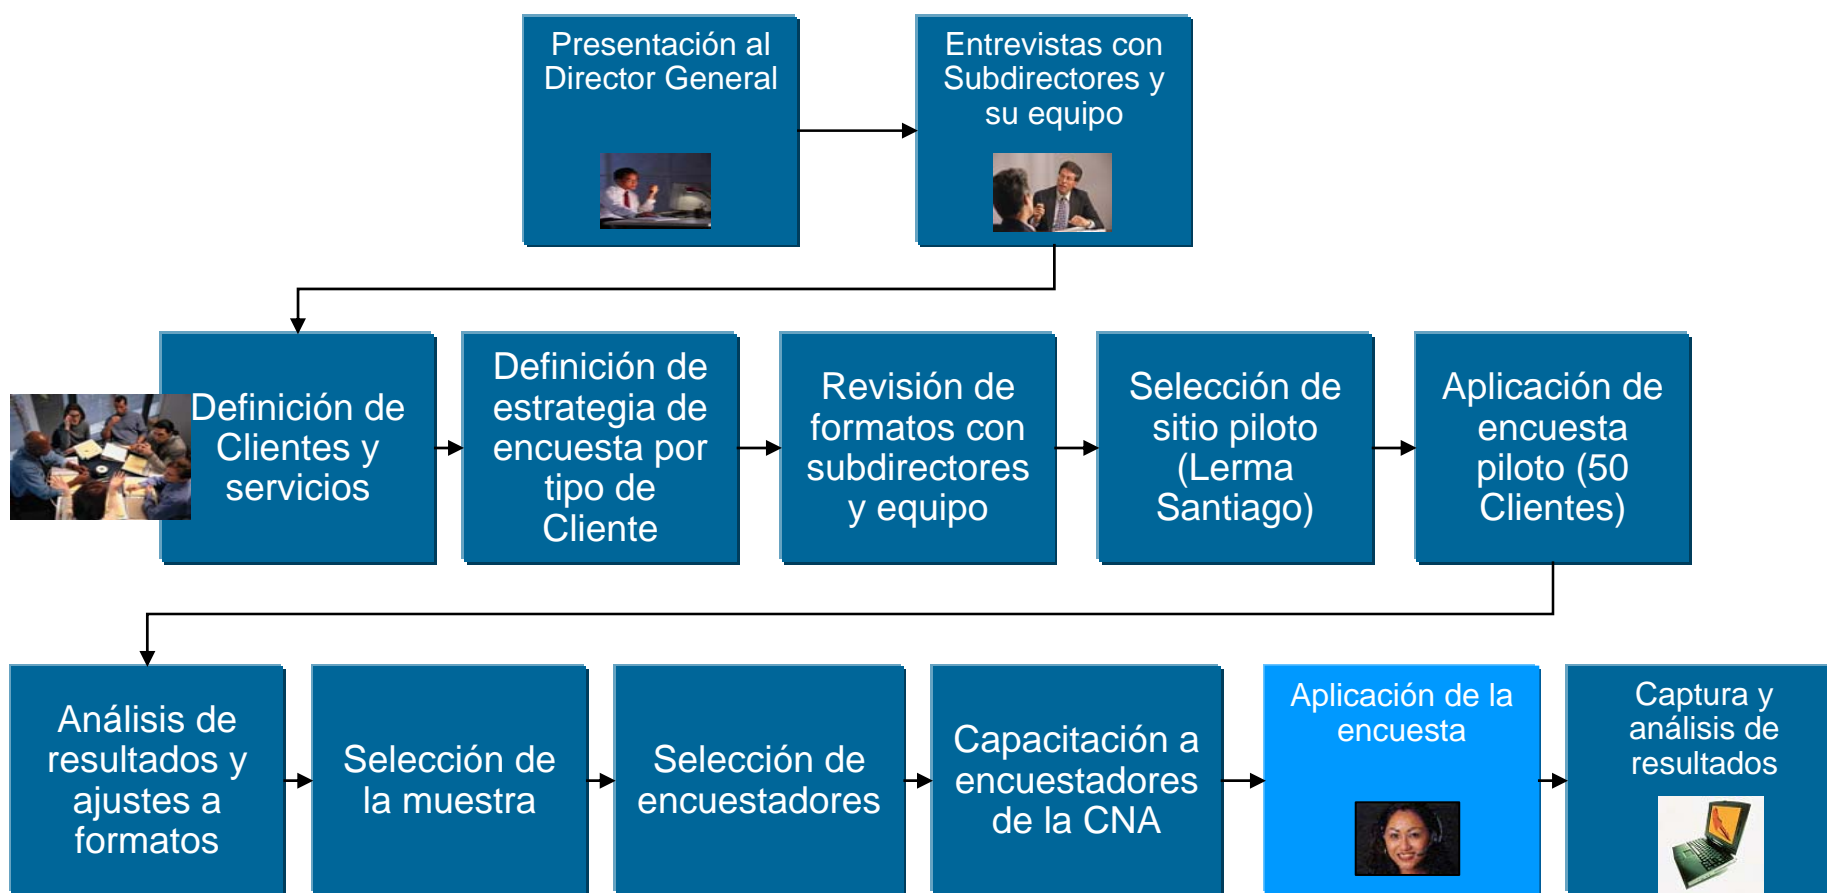 Presentación al
Director General
Entrevistas con
Subdirectores y
su equipo
Definición de
Clientes y
servicios
Definición de
estrategia de
encuesta por
tipo de
Cliente
Revisión de
formatos con
subdirectores
y equipo
Selección de
sitio piloto
(Lerma
Santiago)
Aplicación de
encuesta
piloto (50
Clientes)
Análisis de
resultados y
ajustes a
formatos
Selección de
la muestra
Selección de
encuestadores
Capacitación a
encuestadores
de la CNA
Aplicación de la
encuesta
Captura y
análisis de
resultados